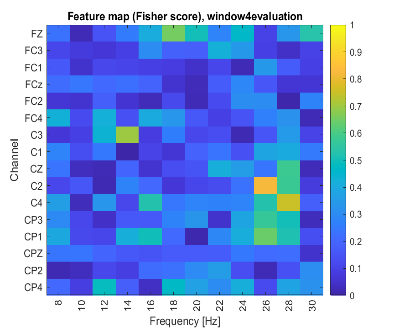 Feature map (Fisher score), window4evaluation
FZ
FC3
FC1
FCz
FC2
FC4
C3
C1
CZ
C2
C4
CP3
CP1
CPZ
CP2
CP4
Channel
8 10 12 14 16 18 20 22 24 26 28 30
Frequency [Hz]
1
0.9
0.8
0.7
0.6
0.5
0.4
0.3
0.2
0.1
0